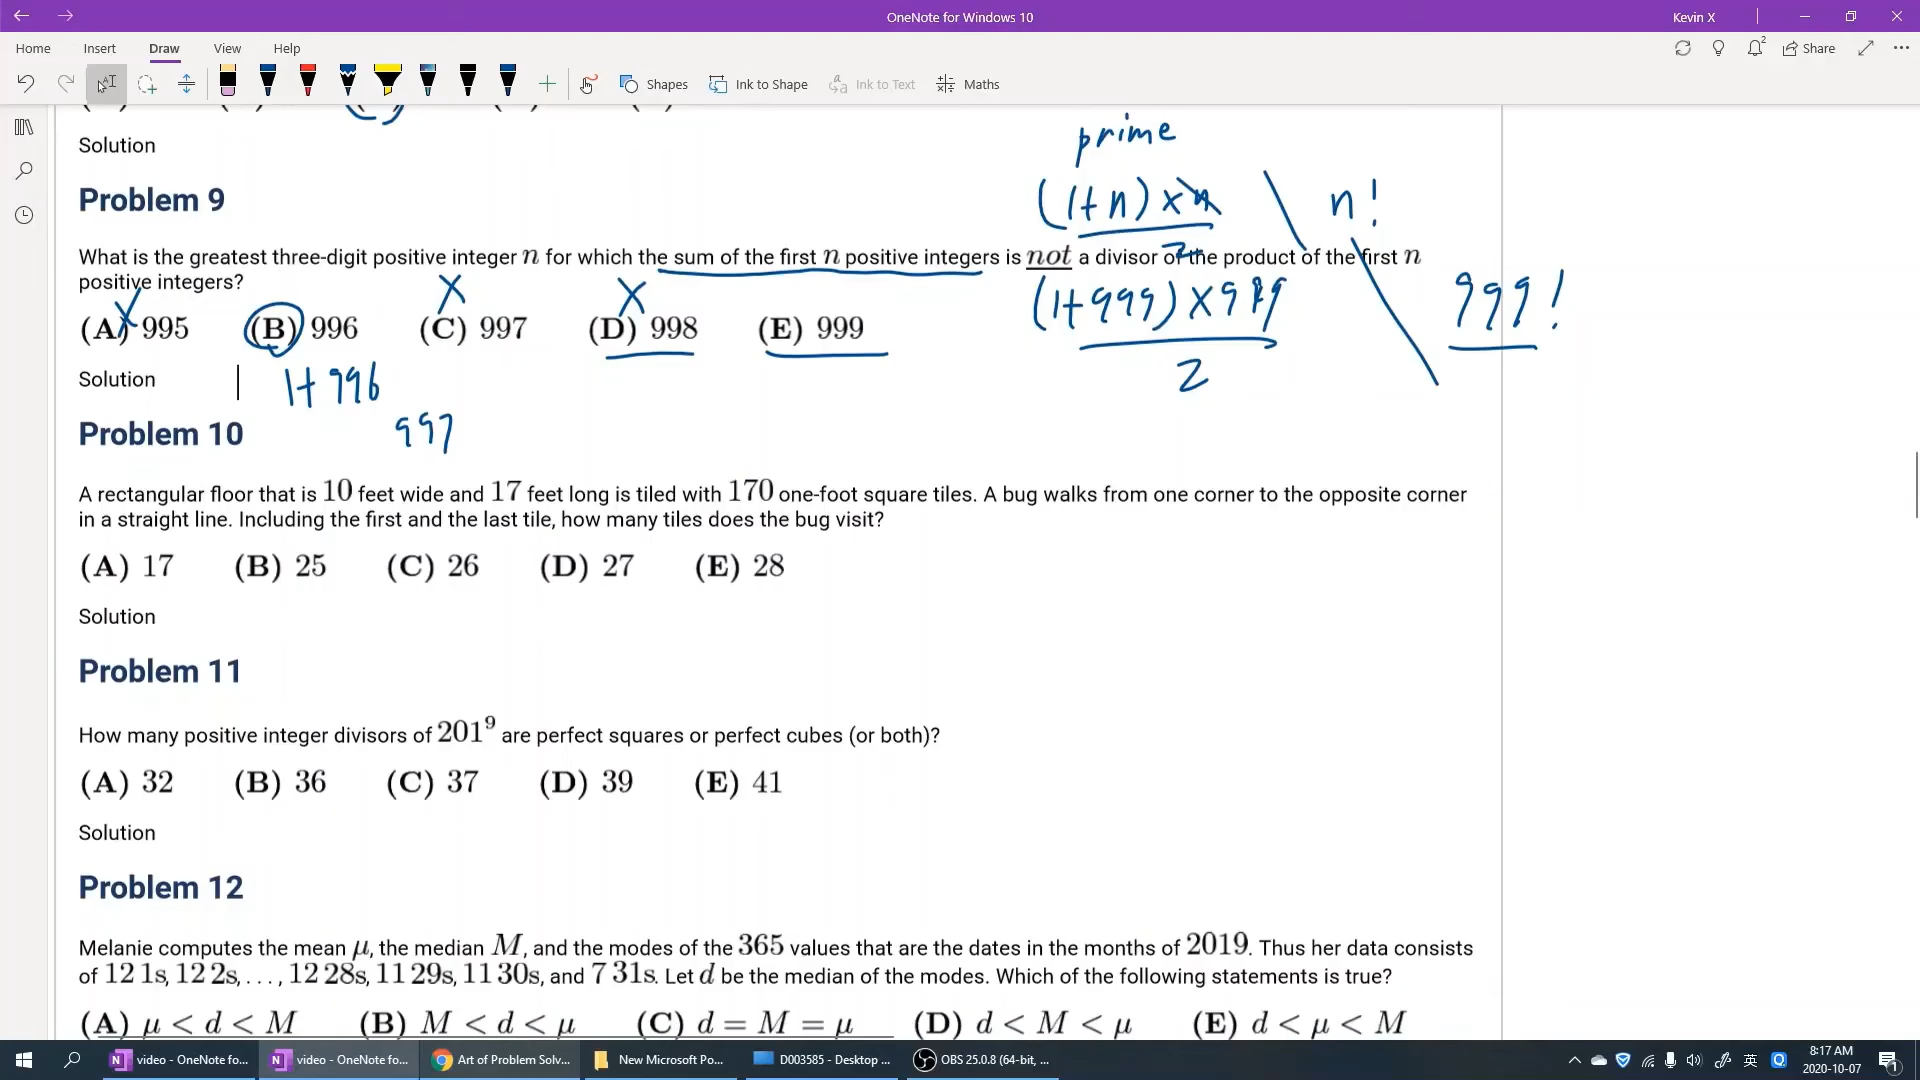 OneNote for Windows 10
Kevin X
Home Insert Draw View Help
2 Share
Shapes Ink to Shape Ink to Text Maths
Solution
prime
Problem 9
(1+n)×n
2
n!
What is the greatest three-digit positive integer n for which the sum of the first n positive integers is not a divisor of the product of the first n
positive integers?
(1+999)×999
2
999!
(A) 995 (B) 996 (C) 997 (D) 998 (E) 999
Solution
1+996
997
Problem 10
A rectangular floor that is 10 feet wide and 17 feet long is tiled with 170 one-foot square tiles. A bug walks from one corner to the opposite corner
in a straight line. Including the first and the last tile, how many tiles does the bug visit?
(A) 17 (B) 25 (C) 26 (D) 27 (E) 28
Solution
Problem 11
How many positive integer divisors of 201⁹ are perfect squares or perfect cubes (or both)?
(A) 32 (B) 36 (C) 37 (D) 39 (E) 41
Solution
Problem 12
Melanie computes the mean μ, the median M, and the modes of the 365 values that are the dates in the months of 2019. Thus her data consists
of 12 1s, 12 2s, . . . , 12 28s, 11 29s, 11 30s, and 7 31s. Let d be the median of the modes. Which of the following statements is true?
(A) μ < d < M (B) M < d < μ (C) d = M = μ (D) d < M < μ (E) d < μ < M
video - OneNote fo... video - OneNote fo... Art of Problem Solv... New Microsoft Po... D003585 - Desktop ... OBS 25.0.8 (64-bit, ...
英
8:17 AM
2020-10-07
1